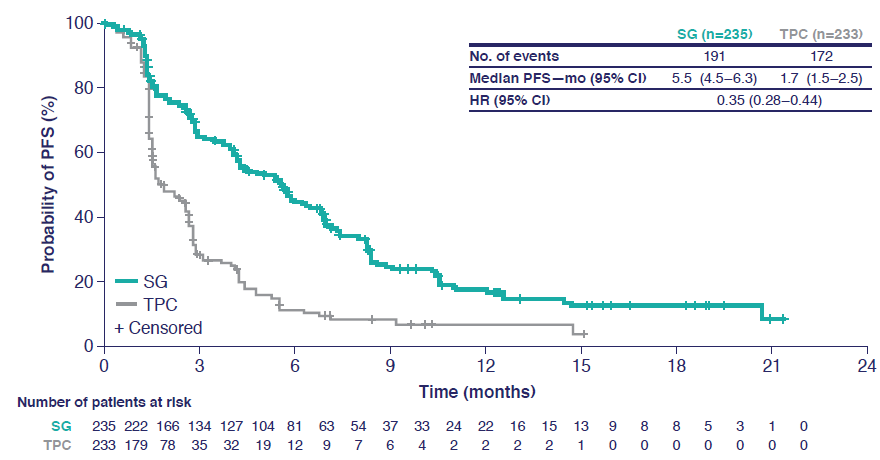 SG (n=235) TPC (n=233)
No. of events 191 172
Median PFS—mo (95% CI) 5.5 (4.5–6.3) 1.7 (1.5–2.5)
HR (95% CI) 0.35 (0.28–0.44)
Probability of PFS (%)
100
80
60
40
20
0
SG
TPC
+ Censored
0 3 6 9 12 15 18 21 24
Time (months)
Number of patients at risk
SG 235 222 166 134 127 104 81 63 54 37 33 24 22 16 15 13 9 8 8 5 3 1 0
TPC 233 179 78 35 32 19 12 9 7 6 4 2 2 2 2 1 0 0 0 0 0 0 0